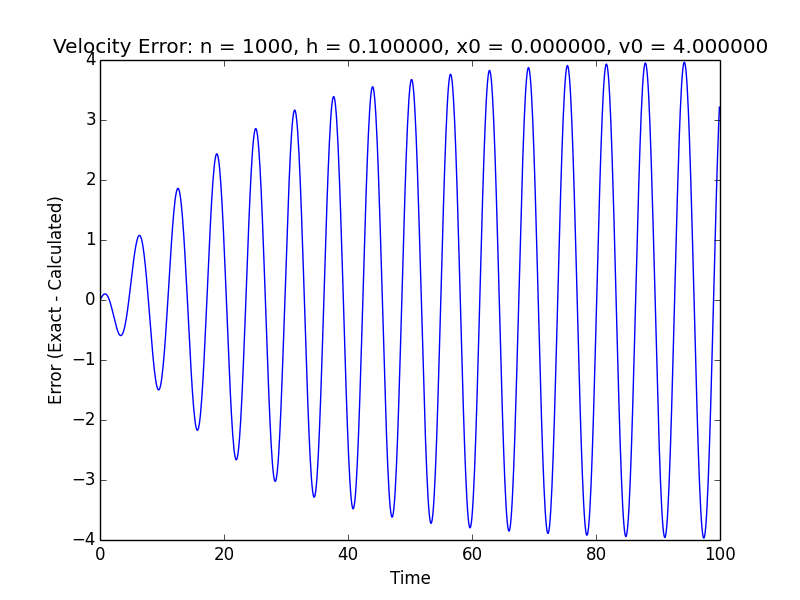 Velocity Error: n = 1000, h = 0.100000, x0 = 0.000000, v0 = 4.000000
4
3
2
1
0
−1
−2
−3
−4
Error (Exact - Calculated)
0 20 40 60 80 100
Time